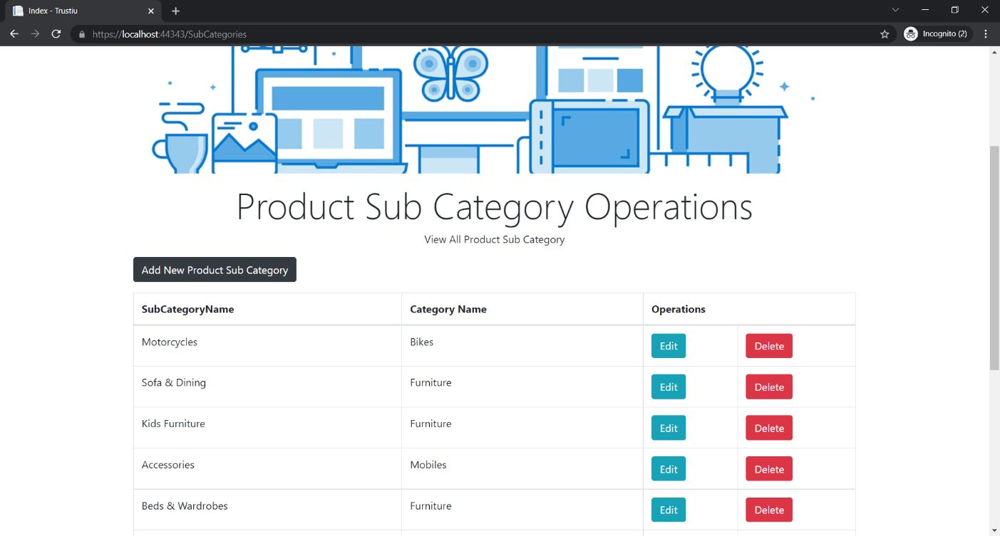 Index - Trustiu
https://localhost:44343/SubCategories
Incognito (2)
Product Sub Category Operations
View All Product Sub Category
Add New Product Sub Category
SubCategoryName Category Name Operations
Motorcycles Bikes Edit Delete
Sofa & Dining Furniture Edit Delete
Kids Furniture Furniture Edit Delete
Accessories Mobiles Edit Delete
Beds & Wardrobes Furniture Edit Delete